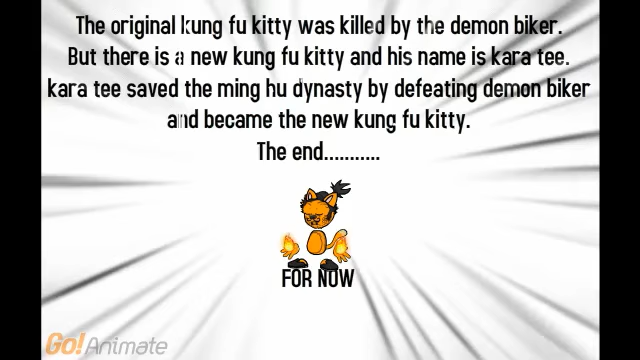 The original kung fu kitty was killed by the demon biker.
But there is a new kung fu kitty and his name is kara tee.
kara tee saved the ming hu dynasty by defeating demon biker
and became the new kung fu kitty.
The end...........
FOR NOW
Go!Animate